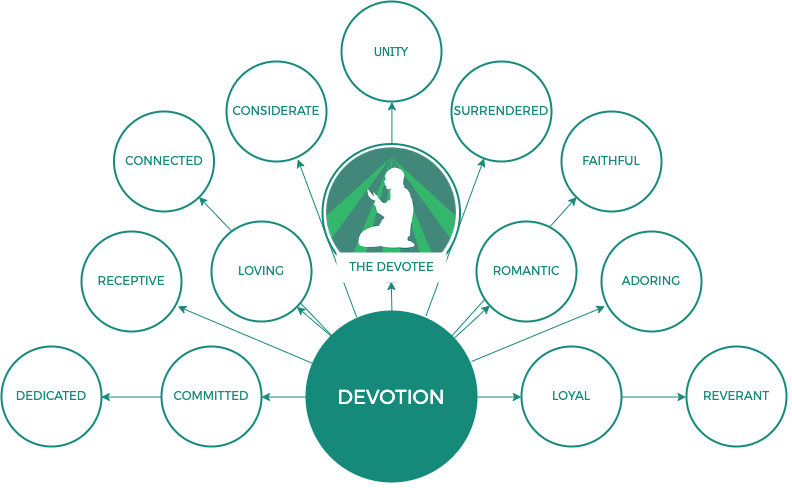 UNITY
CONSIDERATE
SURRENDERED
CONNECTED
FAITHFUL
THE DEVOTEE
LOVING
ROMANTIC
RECEPTIVE
ADORING
DEDICATED
COMMITTED
DEVOTION
LOYAL
REVERANT